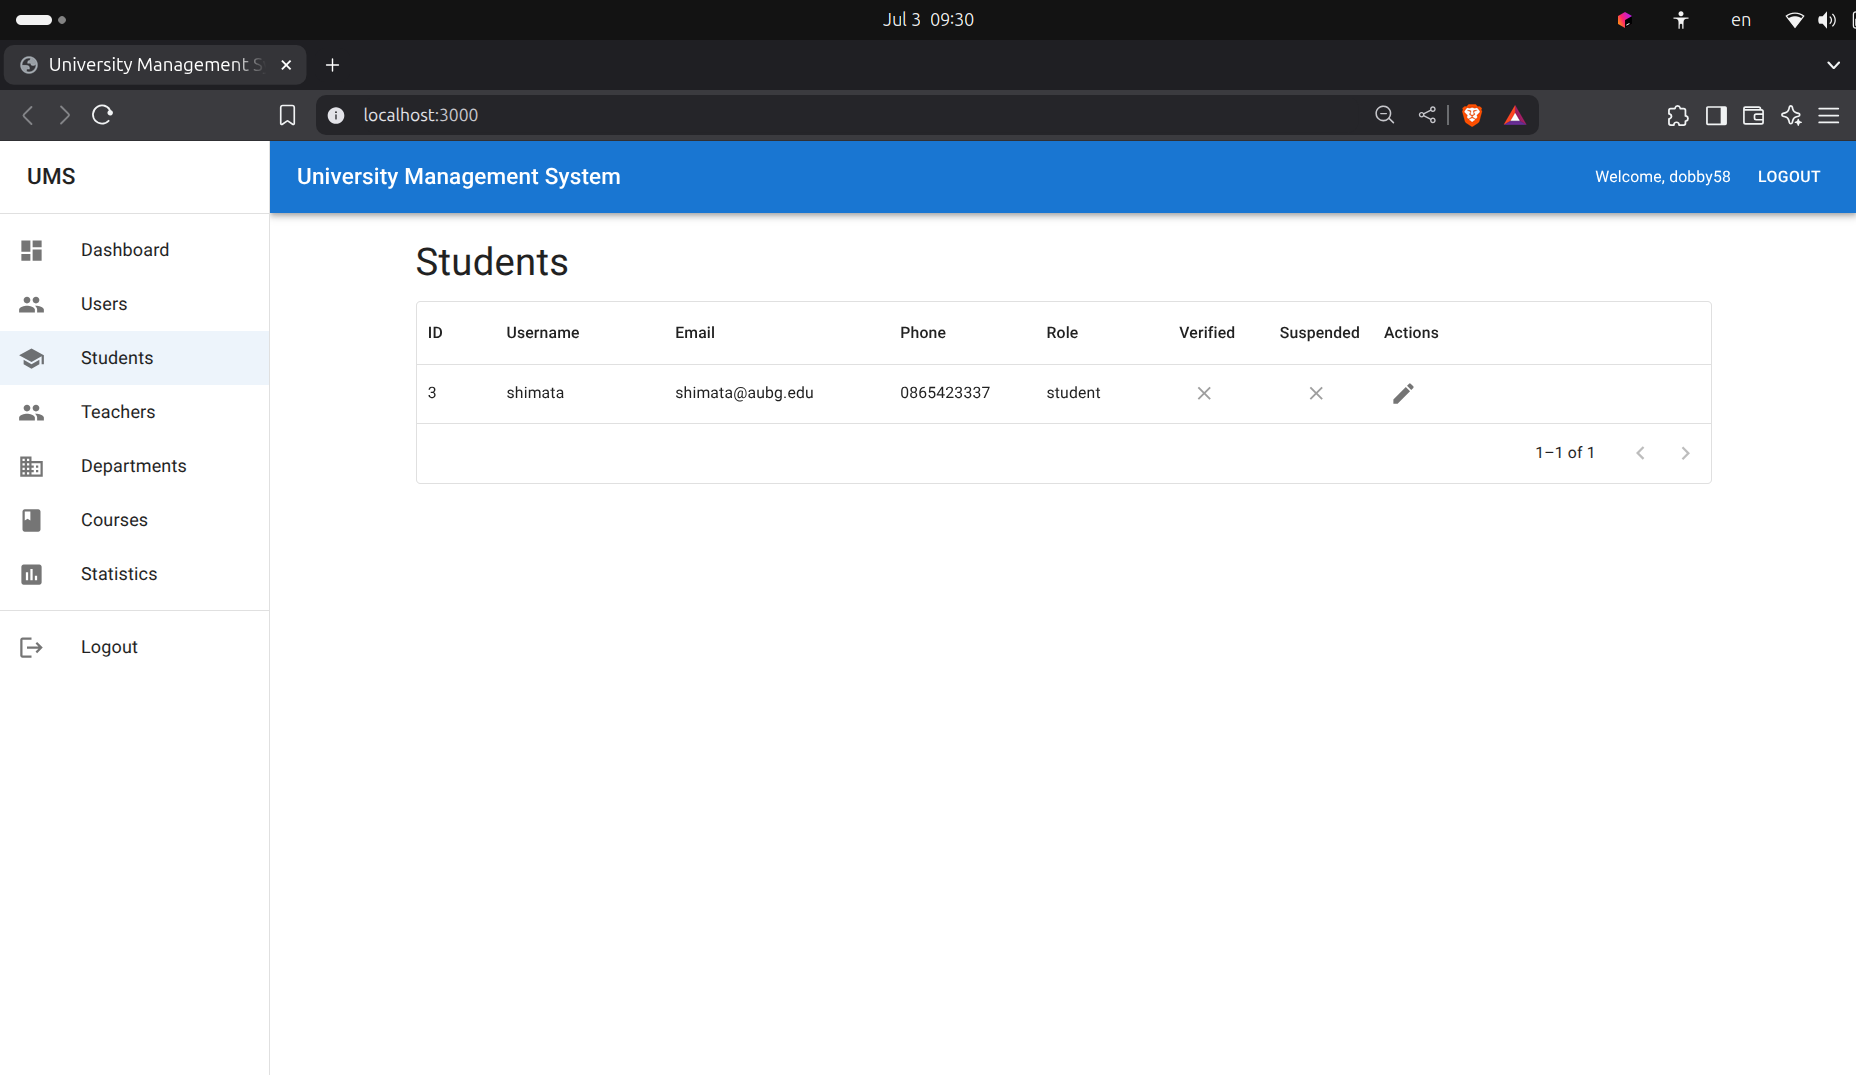 Jul 3 09:30
en
University Management S
localhost:3000
UMS
University Management System
Welcome, dobby58
LOGOUT
Dashboard
Users
Students
Teachers
Departments
Courses
Statistics
Logout
Students
ID Username Email Phone Role Verified Suspended Actions
3 shimata shimata@aubg.edu 0865423337 student
1–1 of 1